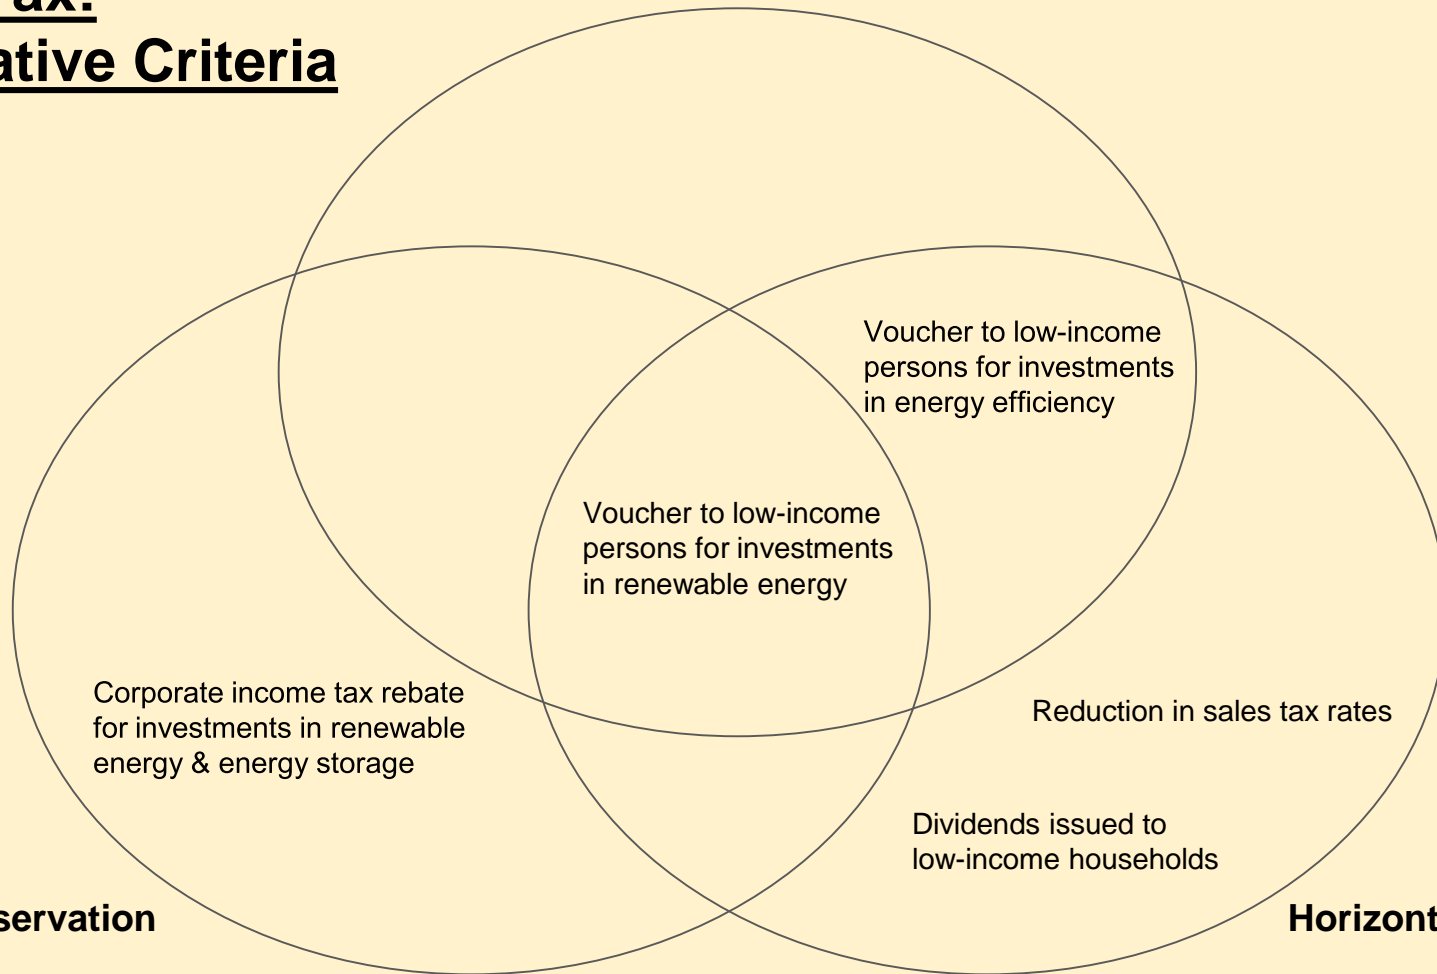 ax:
ative Criteria
Voucher to low-income
persons for investments
in energy efficiency
Voucher to low-income
persons for investments
in renewable energy
Corporate income tax rebate
for investments in renewable
energy & energy storage
Reduction in sales tax rates
Dividends issued to
low-income households
servation
Horizont